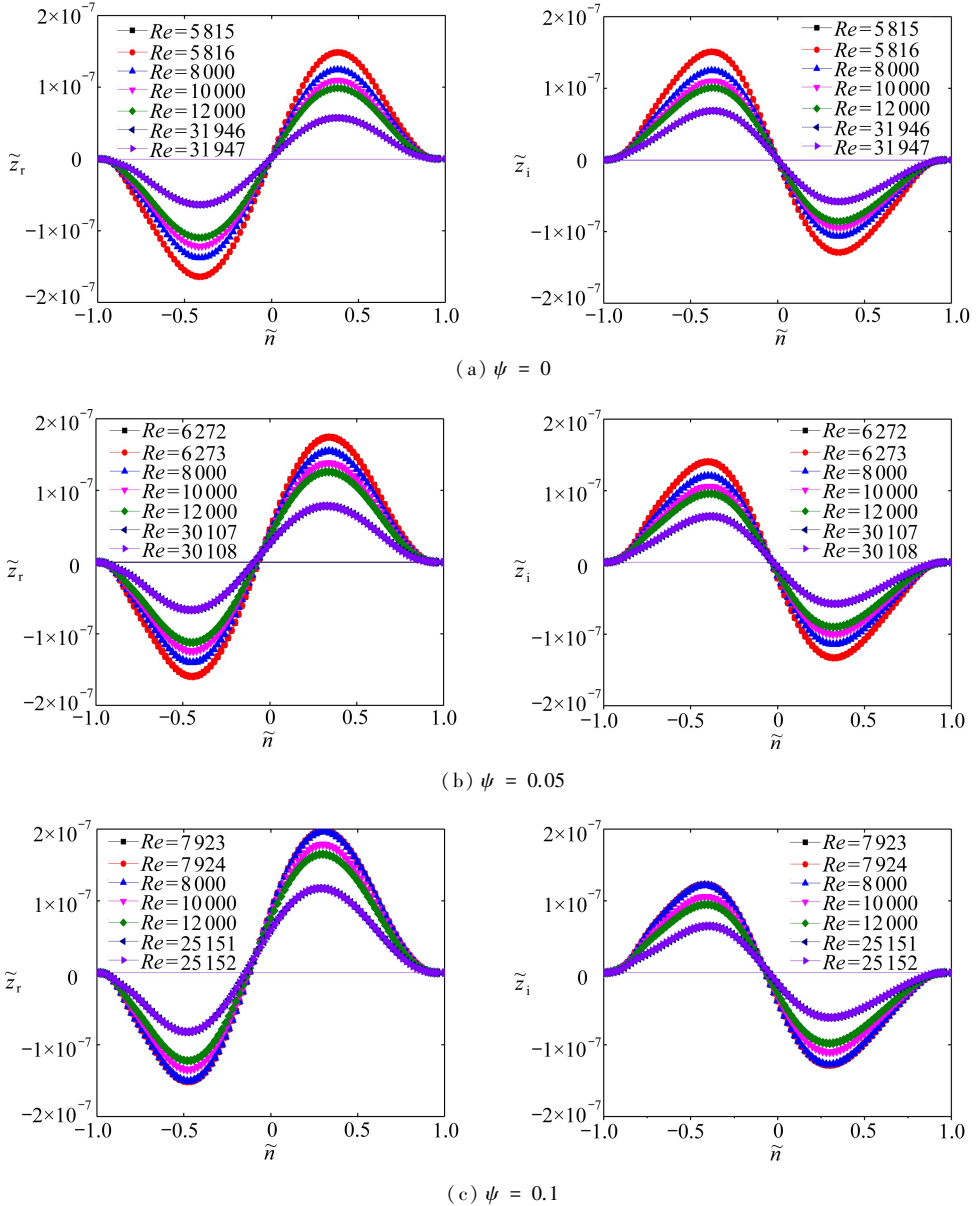 2×10⁻⁷
1×10⁻⁷
0
−1×10⁻⁷
−2×10⁻⁷
z̃ᵣ
Re=5 815
Re=5 816
Re=8 000
Re=10 000
Re=12 000
Re=31 946
Re=31 947
−1.0 −0.5 0 0.5 1.0
ñ
2×10⁻⁷
1×10⁻⁷
0
−1×10⁻⁷
−2×10⁻⁷
z̃ᵢ
Re=5 815
Re=5 816
Re=8 000
Re=10 000
Re=12 000
Re=31 946
Re=31 947
−1.0 −0.5 0 0.5 1.0
ñ
(a) ψ = 0
2×10⁻⁷
1×10⁻⁷
0
−1×10⁻⁷
−2×10⁻⁷
z̃ᵣ
Re=6 272
Re=6 273
Re=8 000
Re=10 000
Re=12 000
Re=30 107
Re=30 108
−1.0 −0.5 0 0.5 1.0
ñ
2×10⁻⁷
1×10⁻⁷
0
−1×10⁻⁷
−2×10⁻⁷
z̃ᵢ
Re=6 272
Re=6 273
Re=8 000
Re=10 000
Re=12 000
Re=30 107
Re=30 108
−1.0 −0.5 0 0.5 1.0
ñ
(b) ψ = 0.05
2×10⁻⁷
1×10⁻⁷
0
−1×10⁻⁷
−2×10⁻⁷
z̃ᵣ
Re=7 923
Re=7 924
Re=8 000
Re=10 000
Re=12 000
Re=25 151
Re=25 152
−1.0 −0.5 0 0.5 1.0
ñ
2×10⁻⁷
1×10⁻⁷
0
−1×10⁻⁷
−2×10⁻⁷
z̃ᵢ
Re=7 923
Re=7 924
Re=8 000
Re=10 000
Re=12 000
Re=25 151
Re=25 152
−1.0 −0.5 0 0.5 1.0
ñ
(c) ψ = 0.1